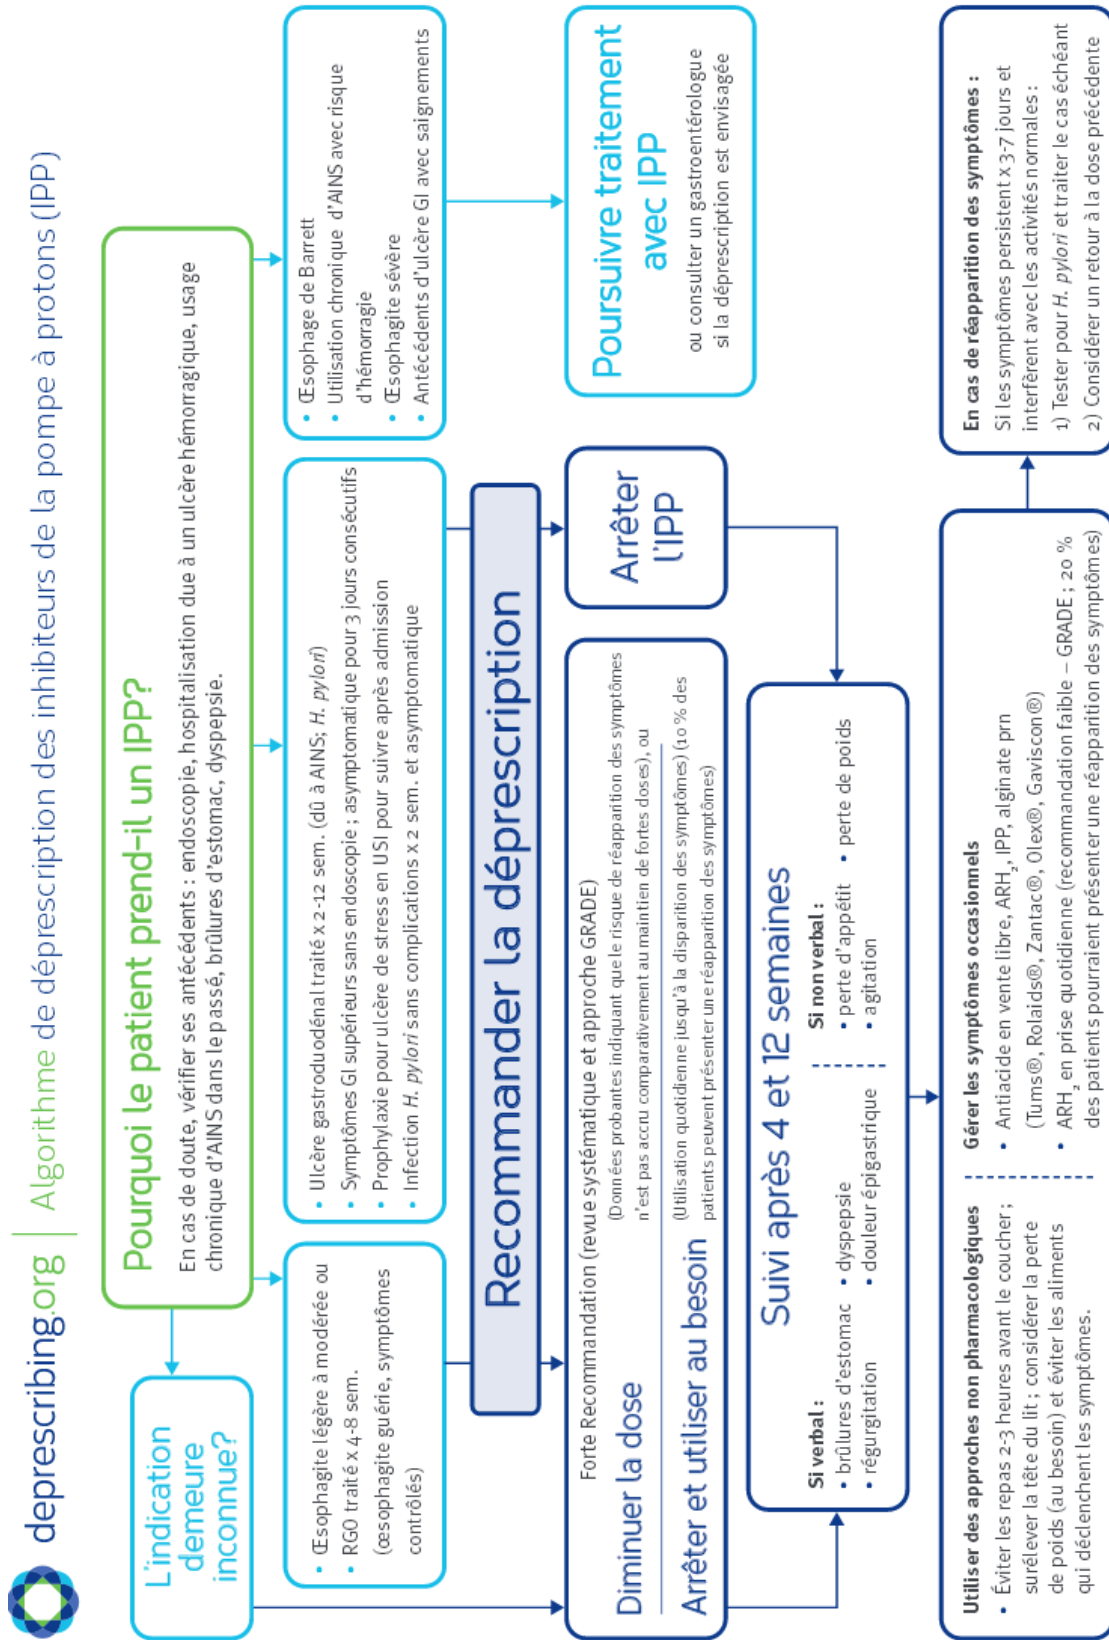 deprescribing.org | Algorithme de déprescription des inhibiteurs de la pompe à protons (IPP)
Pourquoi le patient prend-il un IPP?
En cas de doute, vérifier ses antécédents : endoscopie, hospitalisation due à un ulcère hémorragique, usage
chronique d'AINS dans le passé, brûlures d'estomac, dyspepsie.
L'indication
demeure
inconnue?
• Œsophagite légère à modérée ou
• RGO traité x 4-8 sem.
(œsophagite guérie, symptômes
contrôlés)
• Ulcère gastroduodénal traité x 2-12 sem. (dû à AINS; H. pylori)
• Symptômes GI supérieurs sans endoscopie ; asymptomatique pour 3 jours consécutifs
• Prophylaxie pour ulcère de stress en USI pour suivre après admission
• Infection H. pylori sans complications x 2 sem. et asymptomatique
• Œsophage de Barrett
• Utilisation chronique d'AINS avec risque
d'hémorragie
• Œsophagite sévère
• Antécédents d'ulcère GI avec saignements
Recommander la déprescription
Forte Recommandation (revue systématique et approche GRADE)
Diminuer la dose
(Données probantes indiquant que le risque de réapparition des symptômes
n'est pas accru comparativement au maintien de fortes doses), ou
Arrêter et utiliser au besoin
(Utilisation quotidienne jusqu'à la disparition des symptômes) (10 % des
patients peuvent présenter une réapparition des symptômes)
Arrêter
l'IPP
Poursuivre traitement
avec IPP
ou consulter un gastroentérologue
si la déprescription est envisagée
Suivi après 4 et 12 semaines
Si verbal :
• brûlures d'estomac • dyspepsie
• régurgitation • douleur épigastrique
Si non verbal :
• perte d'appétit • perte de poids
• agitation
Utiliser des approches non pharmacologiques
• Éviter les repas 2-3 heures avant le coucher ;
surélever la tête du lit ; considérer la perte
de poids (au besoin) et éviter les aliments
qui déclenchent les symptômes.
Gérer les symptômes occasionnels
• Antiacide en vente libre, ARH₂, IPP, alginate prn
(Tums®, Rolaids®, Zantac®, Olex®, Gaviscon®)
• ARH₂ en prise quotidienne (recommandation faible – GRADE ; 20 %
des patients pourraient présenter une réapparition des symptômes)
En cas de réapparition des symptômes :
Si les symptômes persistent x 3-7 jours et
interfèrent avec les activités normales :
1) Tester pour H. pylori et traiter le cas échéant
2) Considérer un retour à la dose précédente